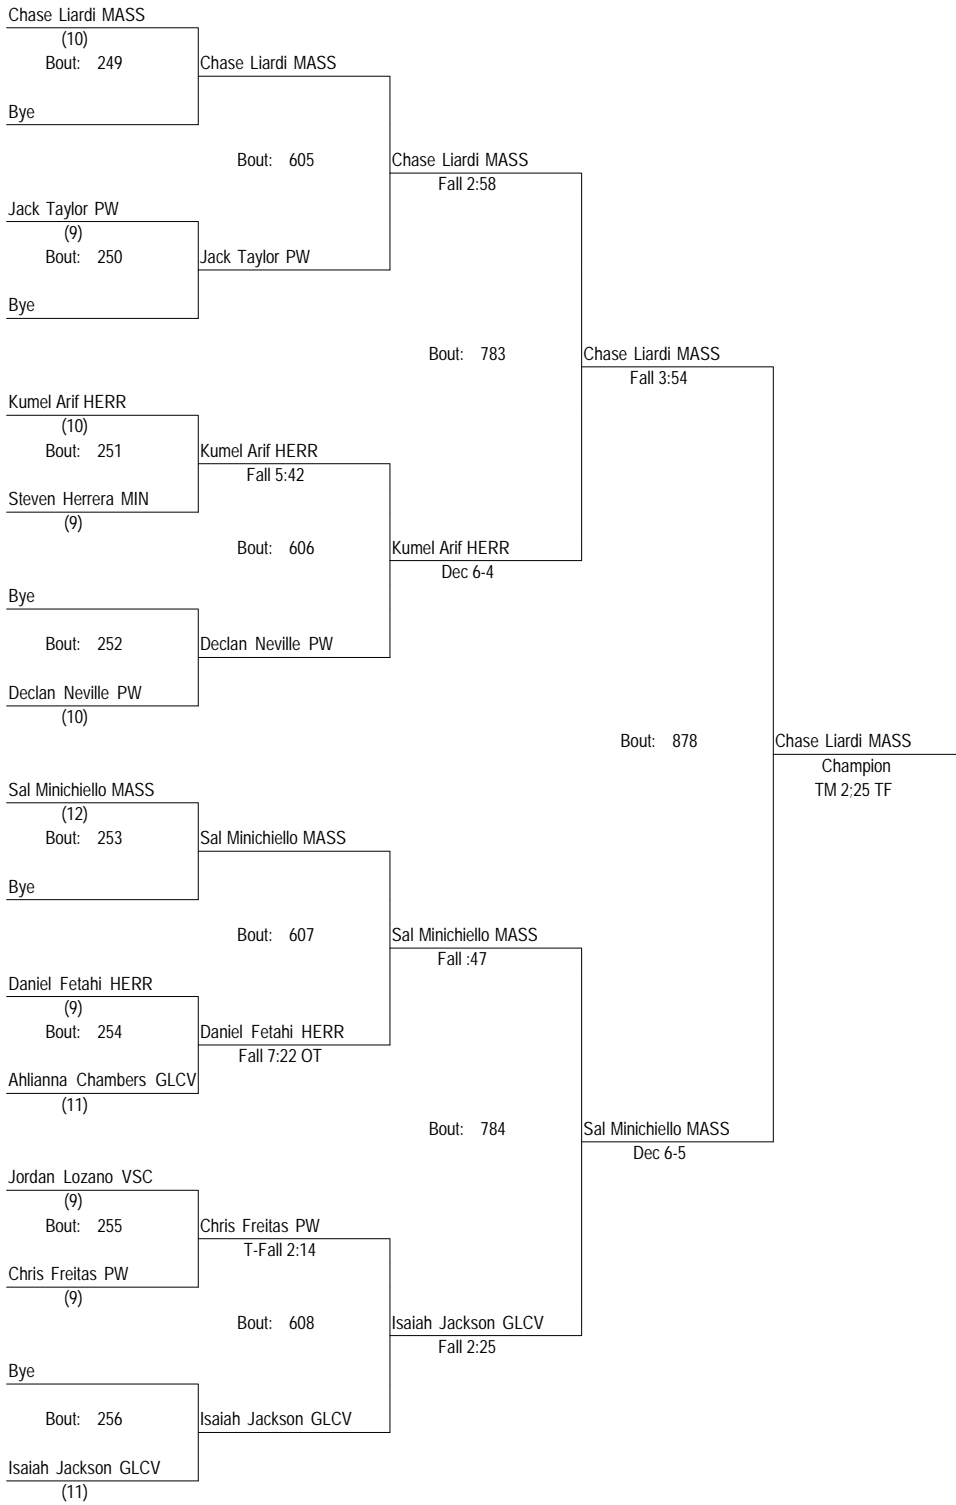 Chase Liardi MASS
(10)
Bout: 249
Chase Liardi MASS
Bye
Bout: 605
Chase Liardi MASS
Fall 2:58
Jack Taylor PW
(9)
Bout: 250
Jack Taylor PW
Bye
Bout: 783
Chase Liardi MASS
Fall 3:54
Kumel Arif HERR
(10)
Bout: 251
Kumel Arif HERR
Fall 5:42
Steven Herrera MIN
(9)
Bout: 606
Kumel Arif HERR
Dec 6-4
Bye
Bout: 252
Declan Neville PW
Declan Neville PW
(10)
Bout: 878
Chase Liardi MASS
Champion
TM 2;25 TF
Sal Minichiello MASS
(12)
Bout: 253
Sal Minichiello MASS
Bye
Bout: 607
Sal Minichiello MASS
Fall :47
Daniel Fetahi HERR
(9)
Bout: 254
Daniel Fetahi HERR
Fall 7:22 OT
Ahlianna Chambers GLCV
(11)
Bout: 784
Sal Minichiello MASS
Dec 6-5
Jordan Lozano VSC
(9)
Bout: 255
Chris Freitas PW
T-Fall 2:14
Chris Freitas PW
(9)
Bout: 608
Isaiah Jackson GLCV
Fall 2:25
Bye
Bout: 256
Isaiah Jackson GLCV
Isaiah Jackson GLCV
(11)